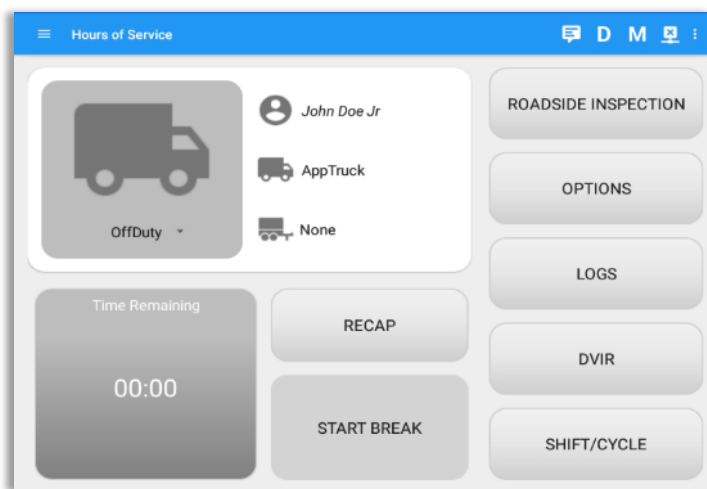 Hours of Service
D M
John Doe Jr
AppTruck
None
OffDuty
Time Remaining
00:00
RECAP
START BREAK
ROADSIDE INSPECTION
OPTIONS
LOGS
DVIR
SHIFT/CYCLE